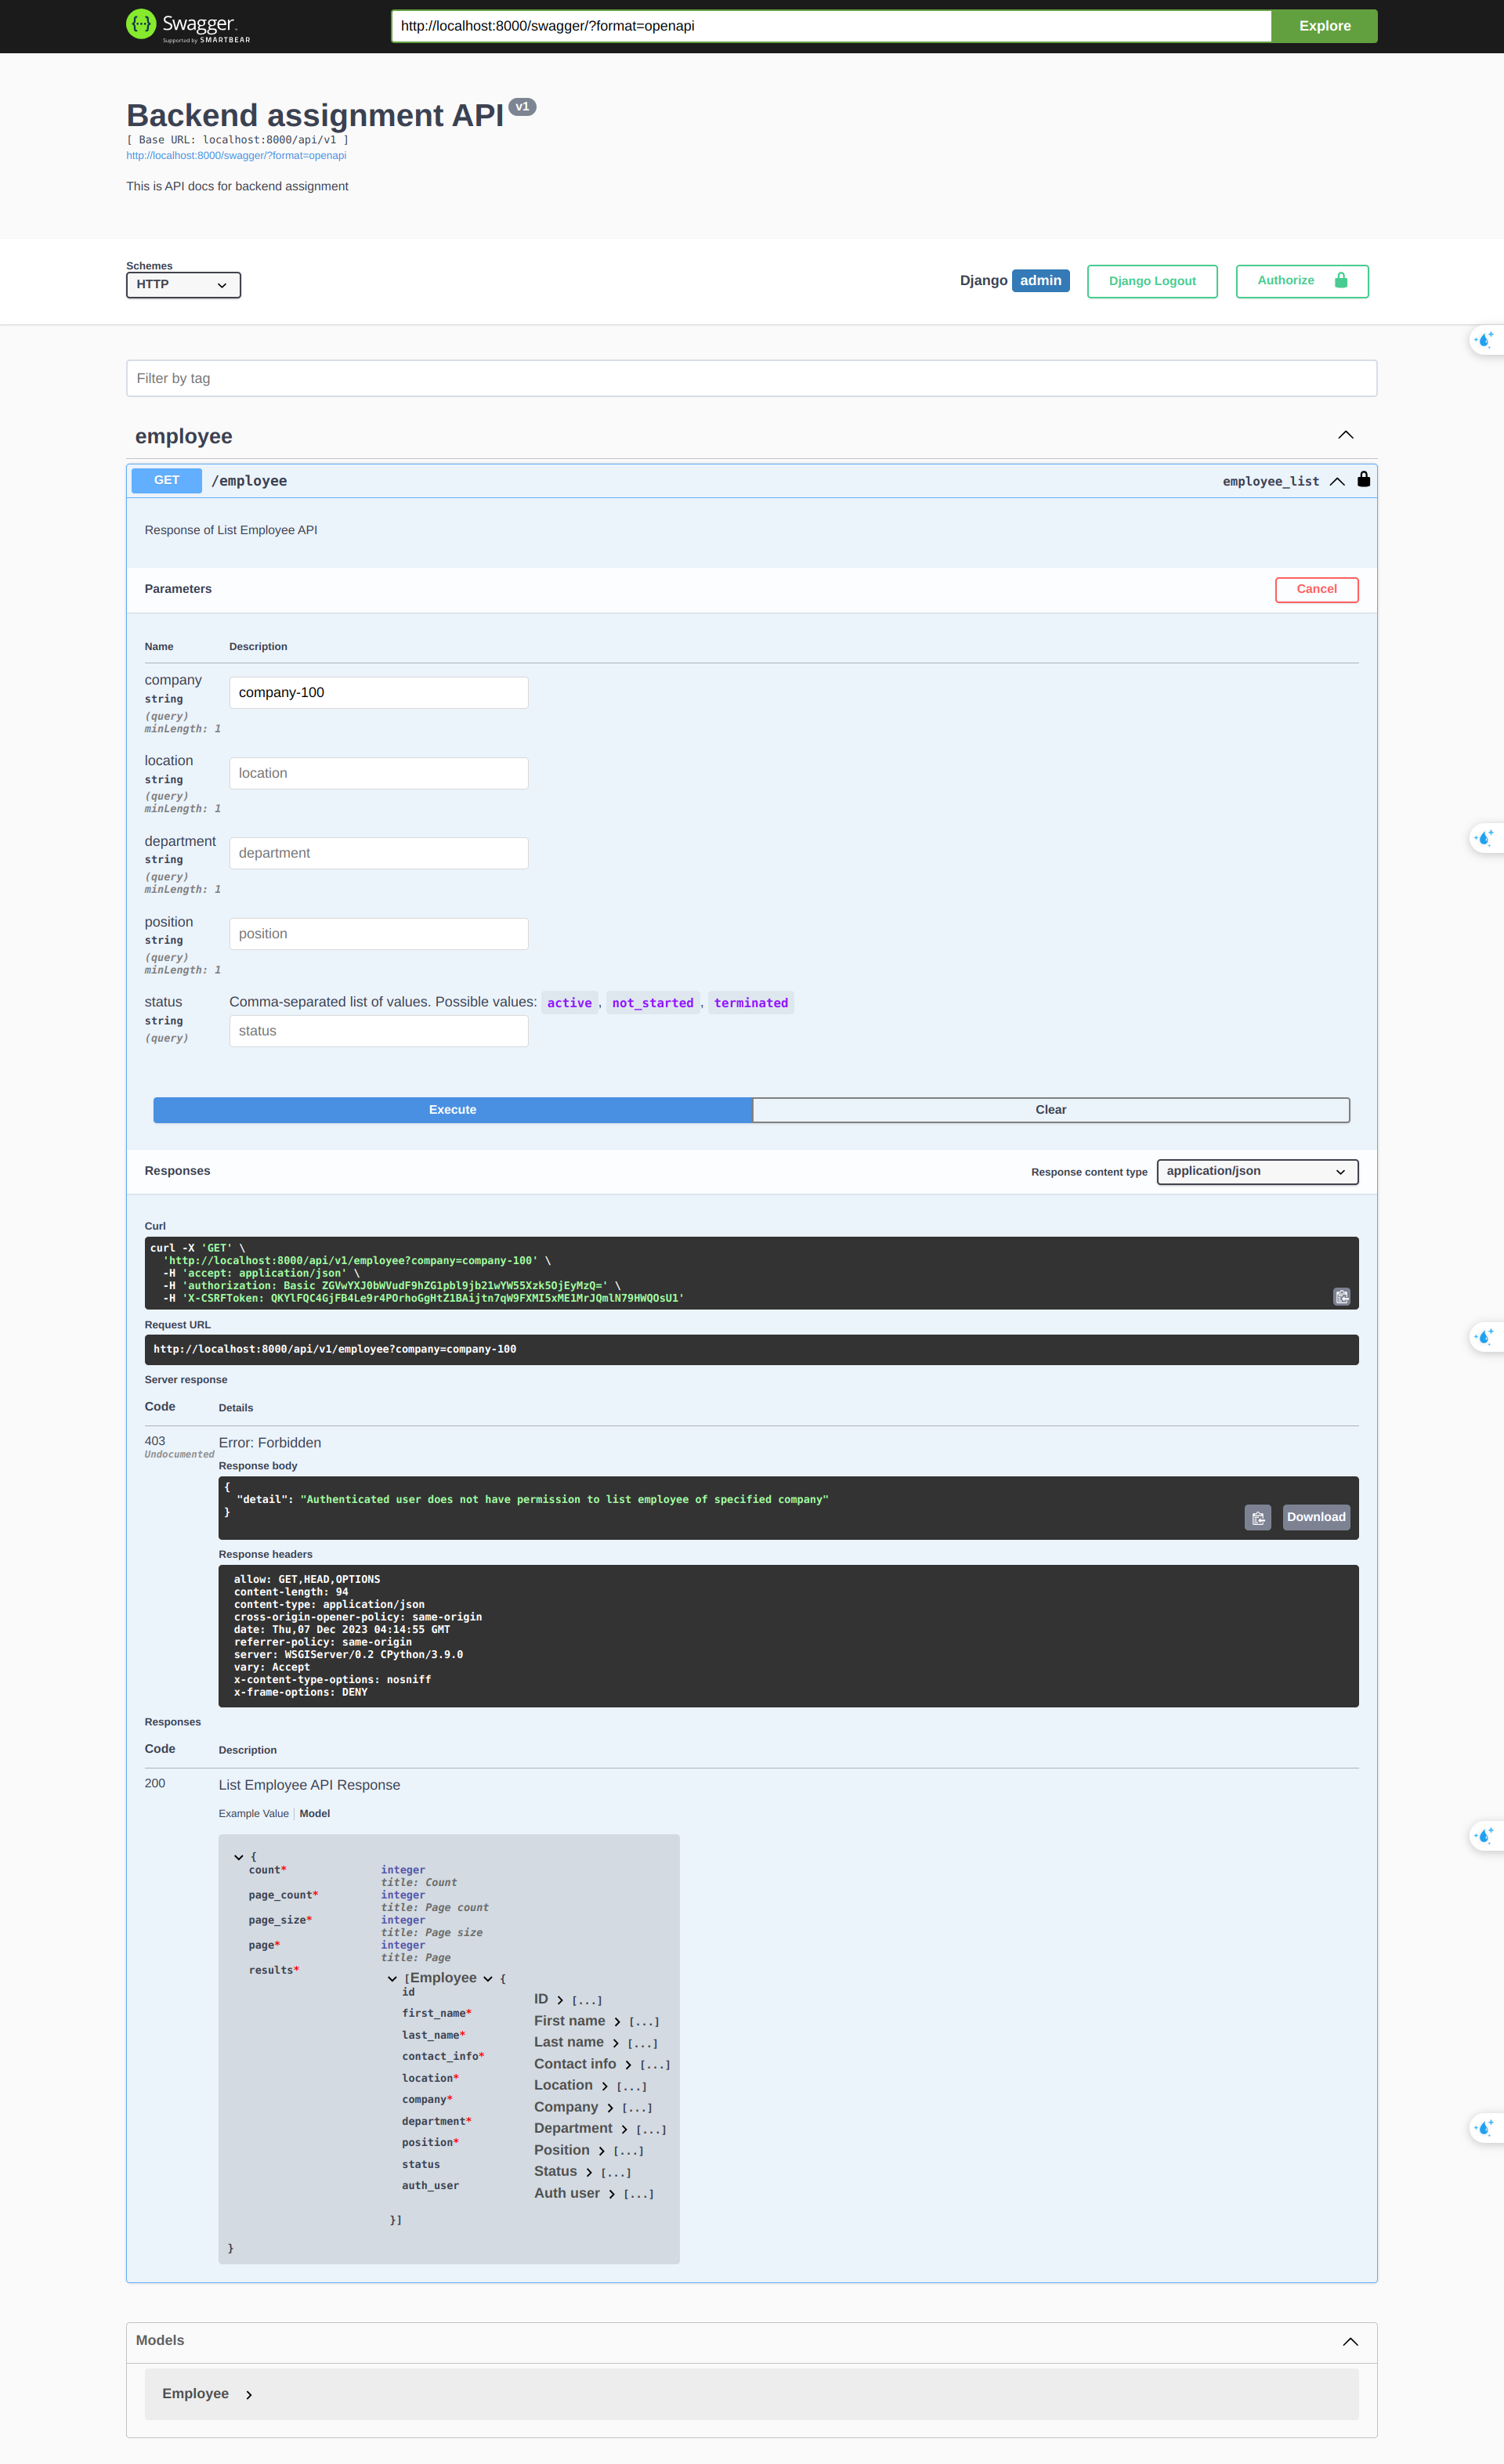 Swagger.
Supported by SMARTBEAR
http://localhost:8000/swagger/?format=openapi
Explore
Backend assignment API v1
[ Base URL: localhost:8000/api/v1 ]
http://localhost:8000/swagger/?format=openapi
This is API docs for backend assignment
Schemes
HTTP
Django admin
Django Logout
Authorize
Filter by tag
employee
GET /employee employee_list
Response of List Employee API
Parameters
Cancel
Name Description
company
string
(query)
minLength: 1
company-100
location
string
(query)
minLength: 1
location
department
string
(query)
minLength: 1
department
position
string
(query)
minLength: 1
position
status
string
(query)
Comma-separated list of values. Possible values: active, not_started, terminated
status
Execute
Clear
Responses
Response content type
application/json
Curl
curl -X 'GET' \
'http://localhost:8000/api/v1/employee?company=company-100' \
-H 'accept: application/json' \
-H 'authorization: Basic ZGVwYXJ0bWVudF9hZG1pbl9jb21wYW55Xzk5OjEyMzQ=' \
-H 'X-CSRFToken: QKYlFQC4GjFB4Le9r4POrhoGgHtZ1BAijtn7qW9FXMI5xME1MrJQmlN79HWQOsU1'
Request URL
http://localhost:8000/api/v1/employee?company=company-100
Server response
Code Details
403
Undocumented
Error: Forbidden
Response body
{
"detail": "Authenticated user does not have permission to list employee of specified company"
}
Download
Response headers
allow: GET,HEAD,OPTIONS
content-length: 94
content-type: application/json
cross-origin-opener-policy: same-origin
date: Thu,07 Dec 2023 04:14:55 GMT
referrer-policy: same-origin
server: WSGIServer/0.2 CPython/3.9.0
vary: Accept
x-content-type-options: nosniff
x-frame-options: DENY
Responses
Code Description
200 List Employee API Response
Example Value Model
{
count* integer
title: Count
page_count* integer
title: Page count
page_size* integer
title: Page size
page* integer
title: Page
results*
[Employee {
id ID [...]
first_name* First name [...]
last_name* Last name [...]
contact_info* Contact info [...]
location* Location [...]
company* Company [...]
department* Department [...]
position* Position [...]
status Status [...]
auth_user Auth user [...]
}]
}
Models
Employee